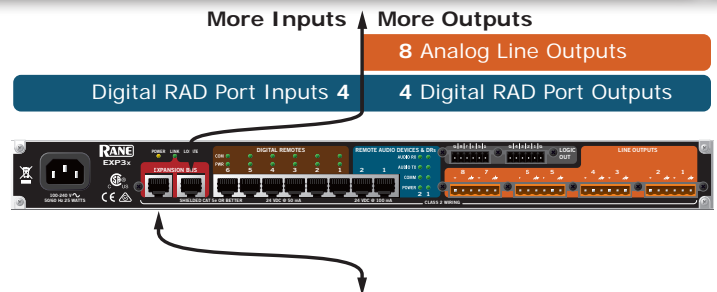 More Inputs More Outputs
8 Analog Line Outputs
Digital RAD Port Inputs 4
4 Digital RAD Port Outputs
RANE
EXP3x
100-240 V
50/60 Hz 25 WATTS
POWER LINK
EXPANSION BUS
SHIELDED CAT 5e OR BETTER
DIGITAL REMOTES
COM
PWR
6 5 4 3 2 1
24 VDC @ 50 mA
REMOTE AUDIO DEVICES & DRs
AUDIO RX
AUDIO TX
COMM
POWER
2 1
2 1
24 VDC @ 100 mA
CLASS 2 WIRING
LOGIC
OUT
LINE OUTPUTS
8 7
6 5
4 3
2 1